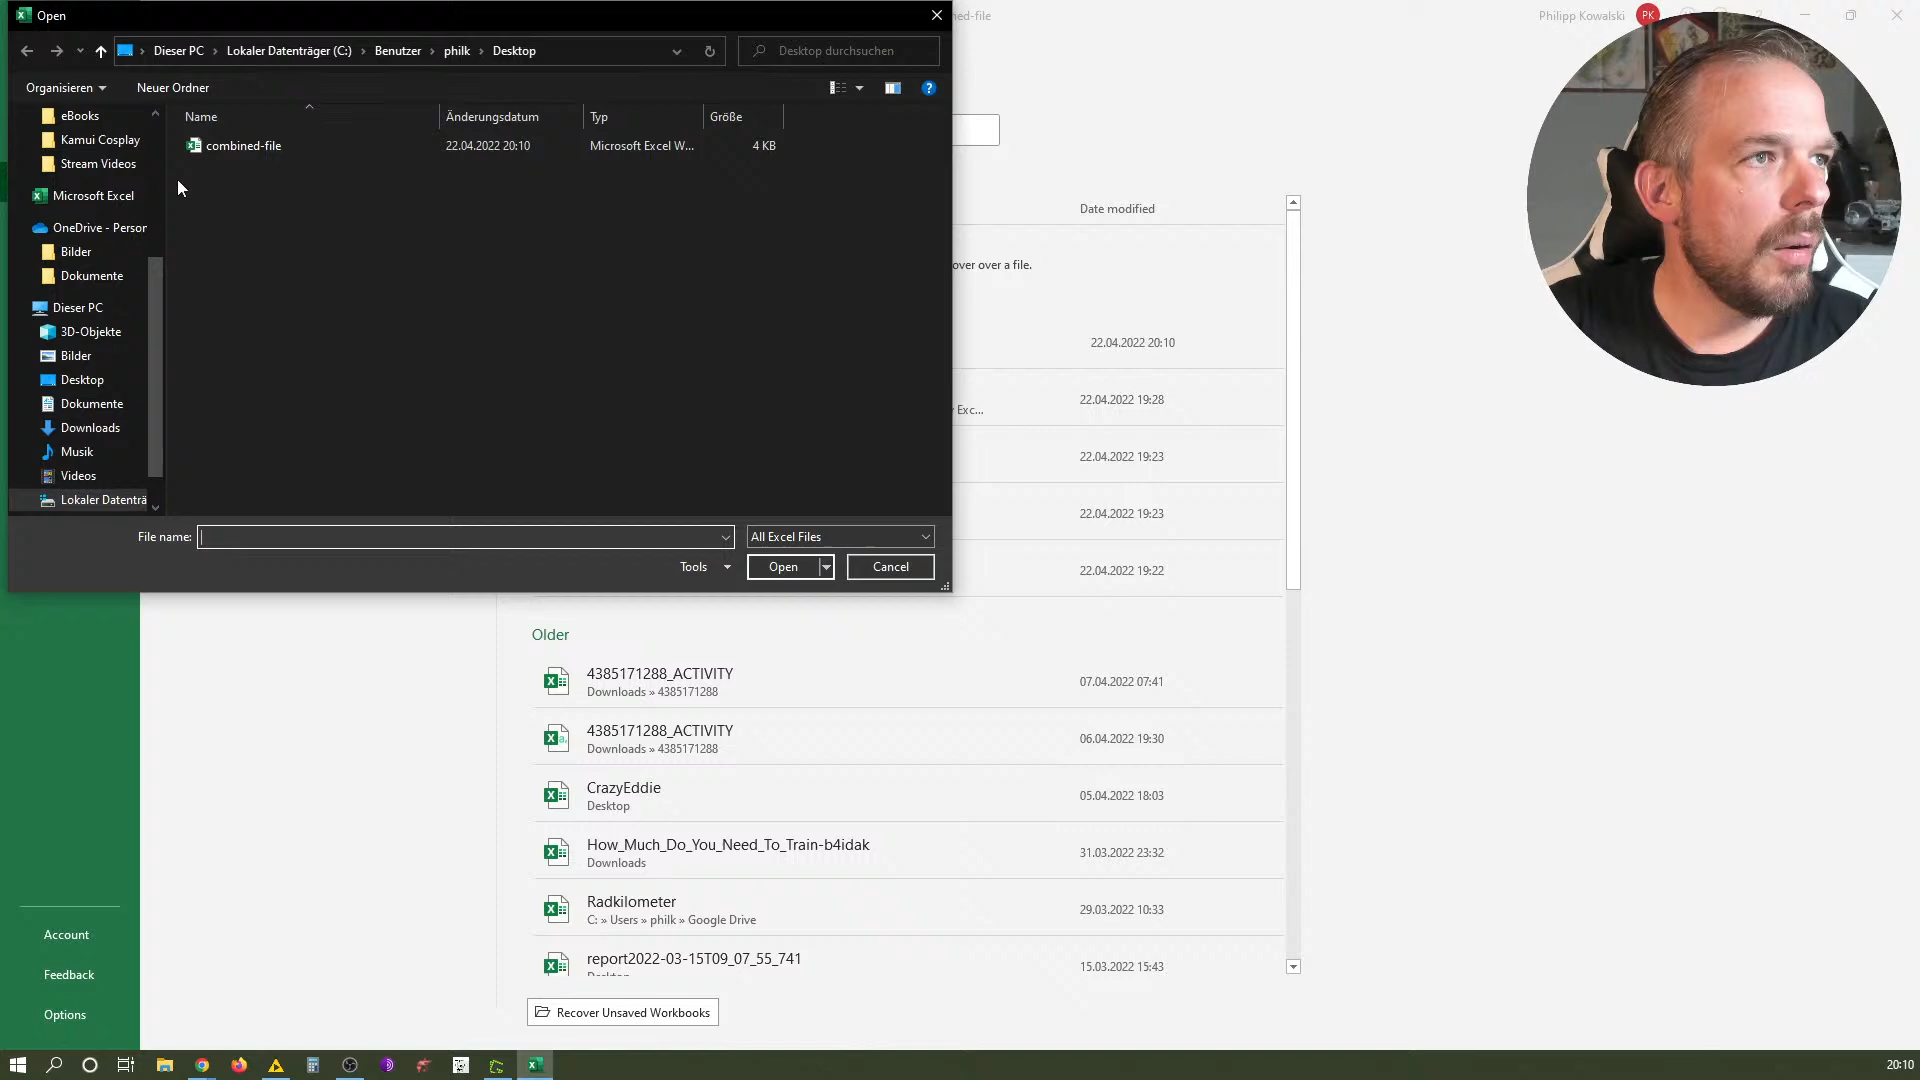 Open
ed-file
Philipp Kowalski
PK
Dieser PC > Lokaler Datenträger (C:) > Benutzer > philk > Desktop
Desktop durchsuchen
Organisieren
Neuer Ordner
Name
Änderungsdatum
Typ
Größe
combined-file
22.04.2022 20:10
Microsoft Excel W...
4 KB
eBooks
Kamui Cosplay
Stream Videos
Microsoft Excel
OneDrive - Person
Bilder
Dokumente
Dieser PC
3D-Objekte
Bilder
Desktop
Dokumente
Downloads
Musik
Videos
Lokaler Datenträ
File name:
All Excel Files
Tools
Open
Cancel
Date modified
over over a file.
22.04.2022 20:10
Exc...
22.04.2022 19:28
22.04.2022 19:23
22.04.2022 19:23
22.04.2022 19:22
Older
4385171288_ACTIVITY
Downloads » 4385171288
07.04.2022 07:41
4385171288_ACTIVITY
Downloads » 4385171288
06.04.2022 19:30
CrazyEddie
Desktop
05.04.2022 18:03
How_Much_Do_You_Need_To_Train-b4idak
Downloads
31.03.2022 23:32
Radkilometer
C: » Users » philk » Google Drive
29.03.2022 10:33
report2022-03-15T09_07_55_741
Desktop
15.03.2022 15:43
Recover Unsaved Workbooks
Account
Feedback
Options
20:10